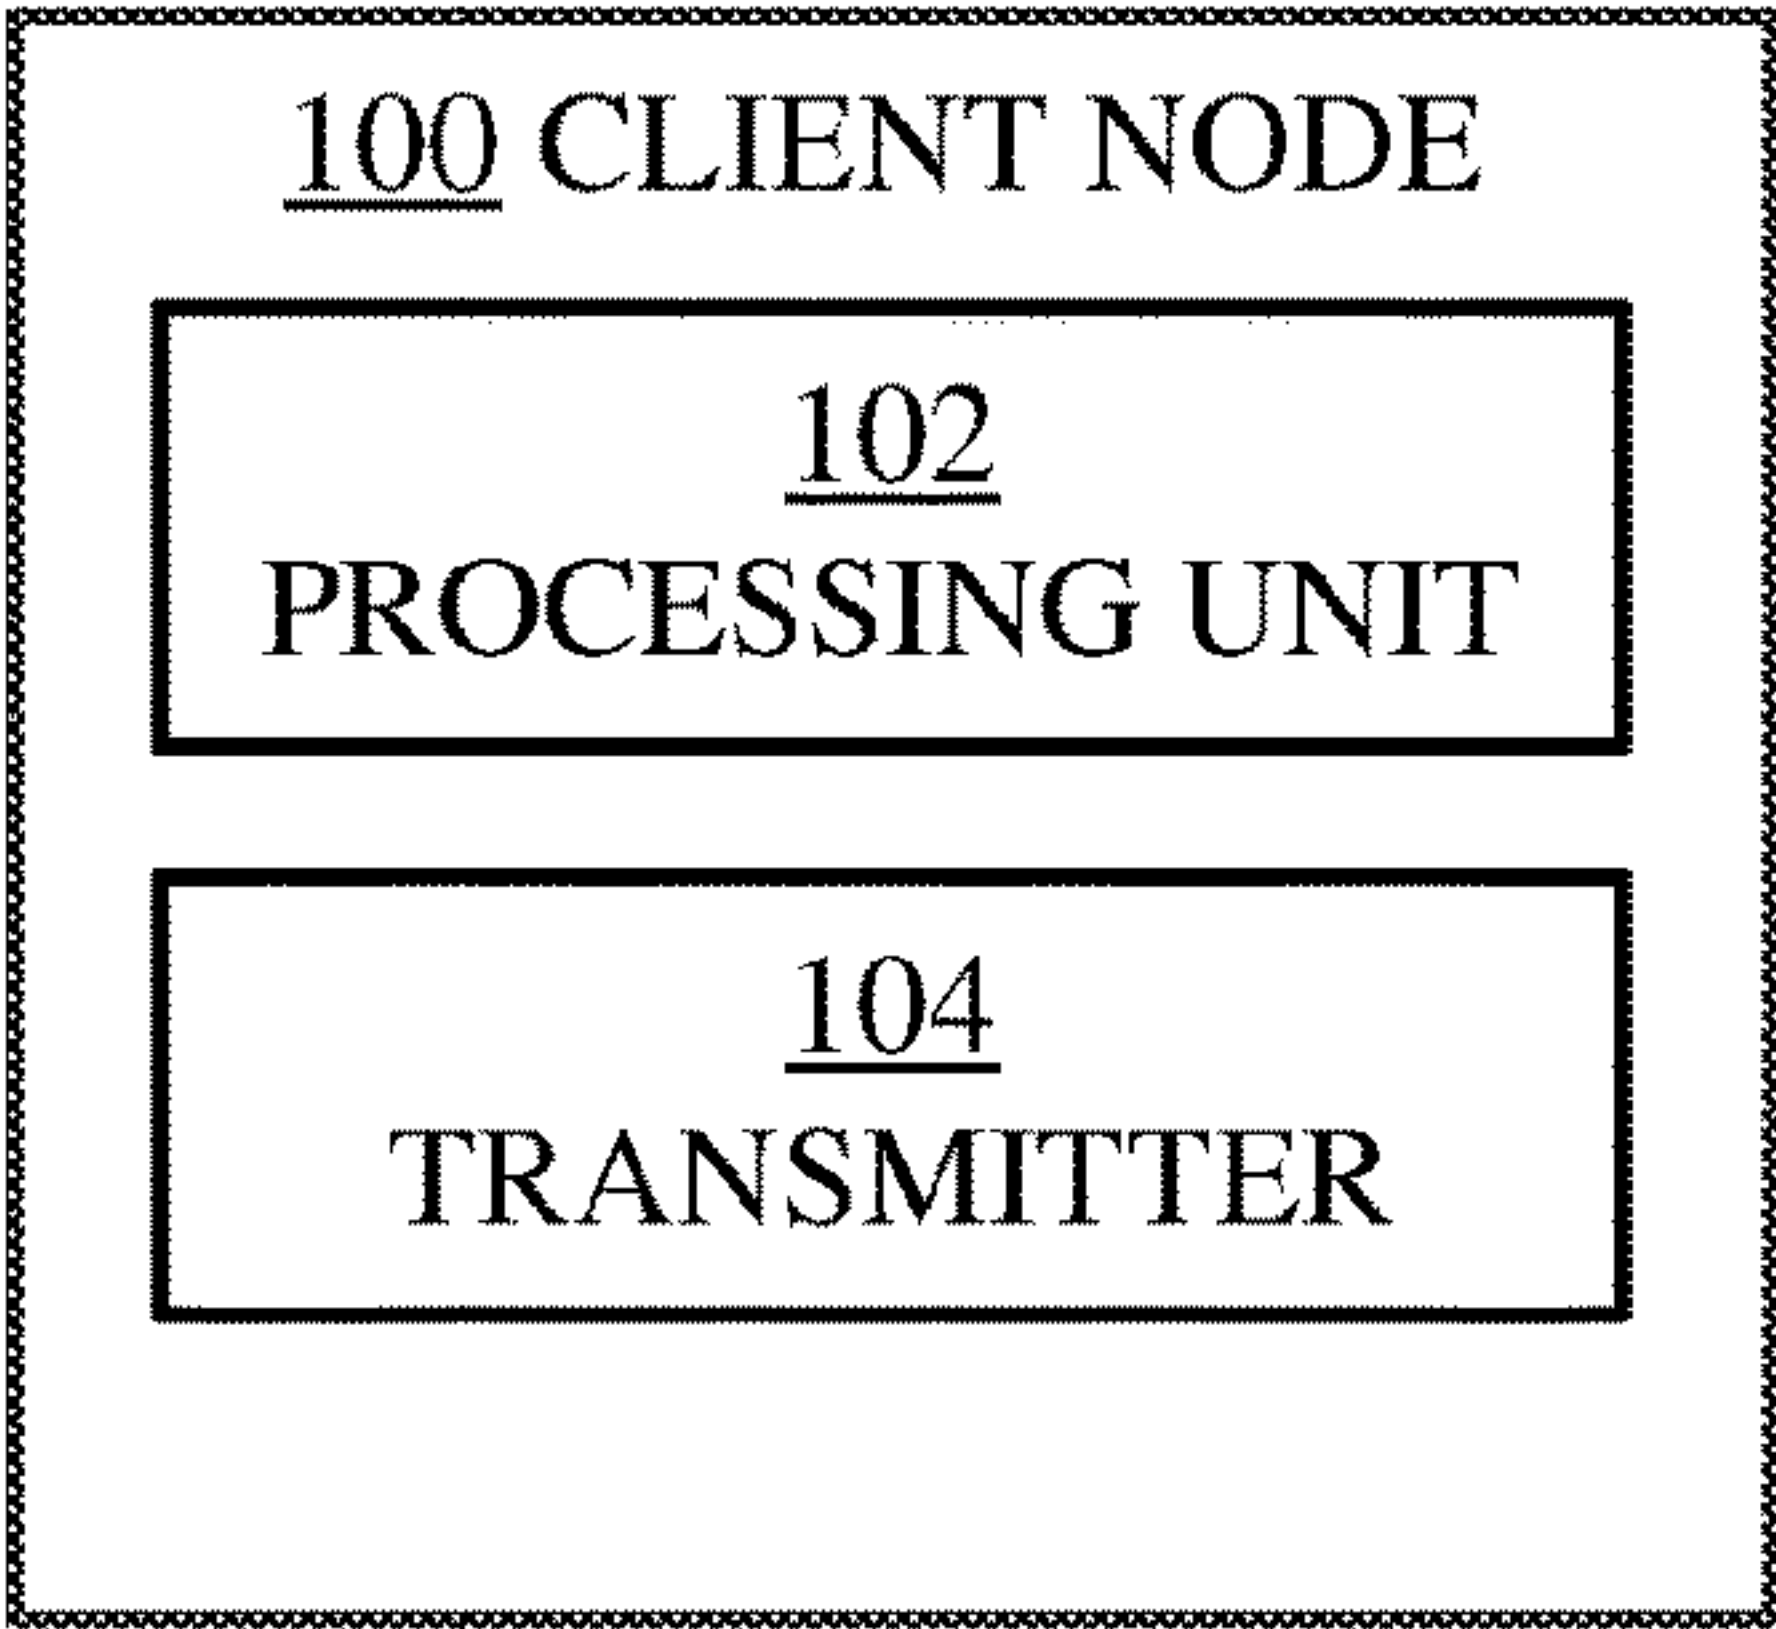 100 CLIENT NODE
102
PROCESSING UNIT
104
TRANSMITTER